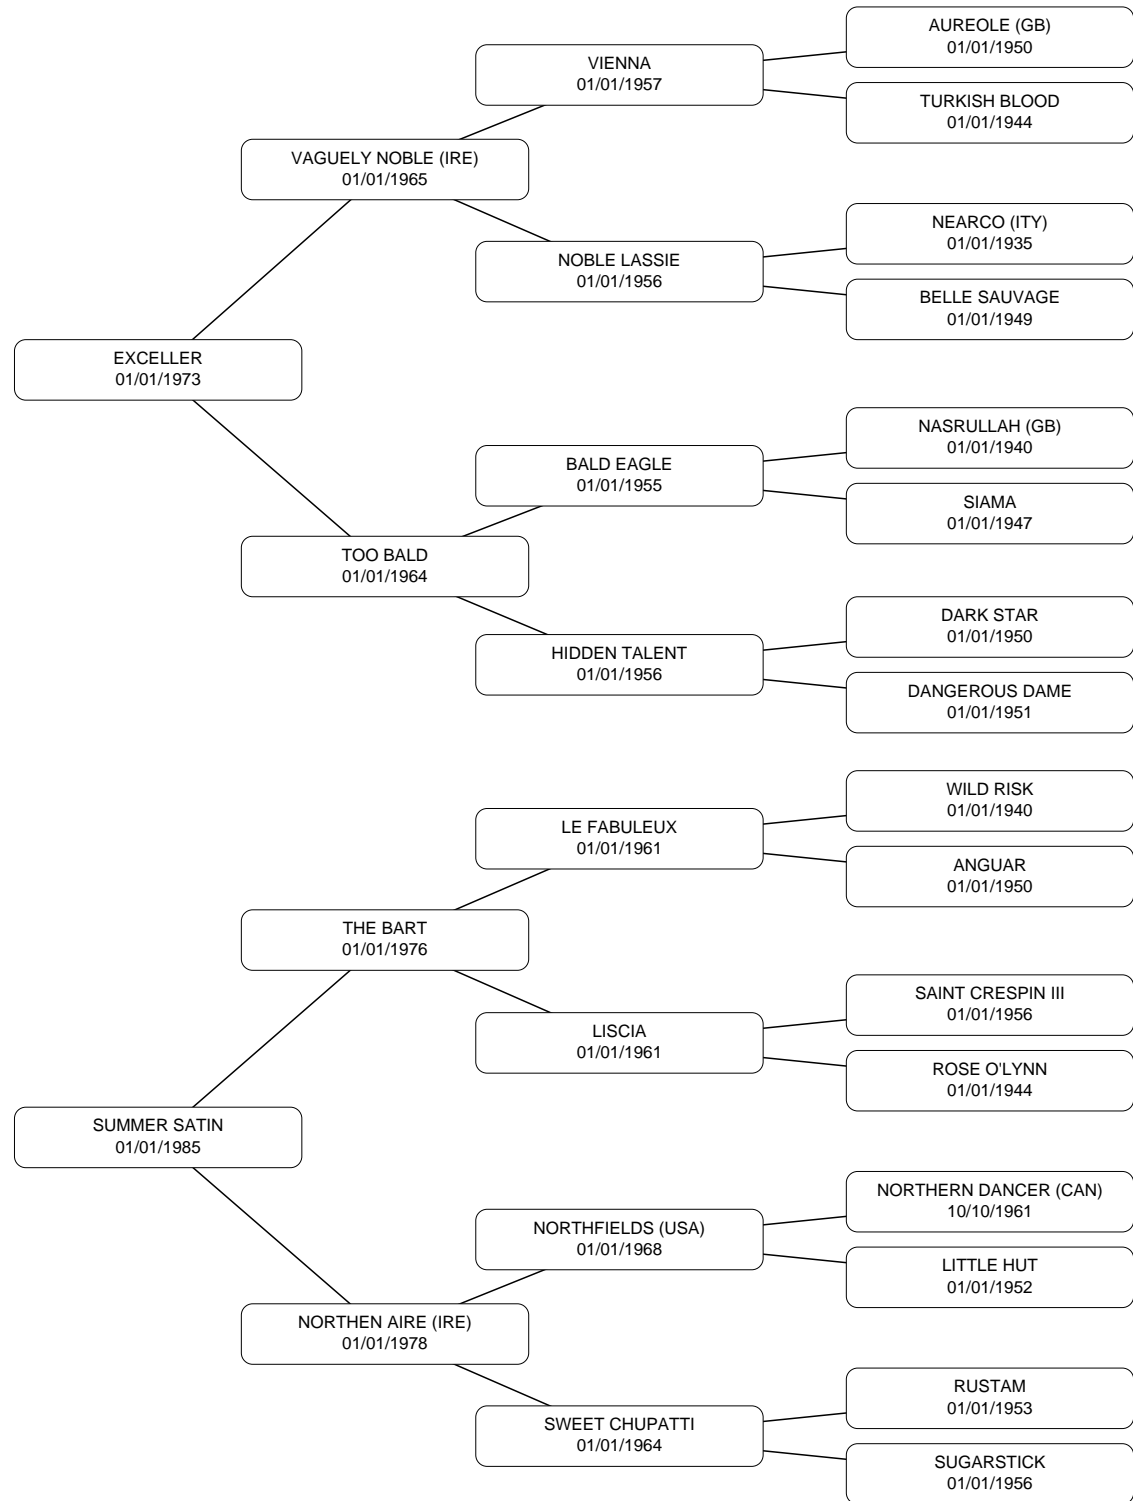 AUREOLE (GB)
01/01/1950
VIENNA
01/01/1957
TURKISH BLOOD
01/01/1944
VAGUELY NOBLE (IRE)
01/01/1965
NEARCO (ITY)
01/01/1935
NOBLE LASSIE
01/01/1956
BELLE SAUVAGE
01/01/1949
EXCELLER
01/01/1973
NASRULLAH (GB)
01/01/1940
BALD EAGLE
01/01/1955
SIAMA
01/01/1947
TOO BALD
01/01/1964
DARK STAR
01/01/1950
HIDDEN TALENT
01/01/1956
DANGEROUS DAME
01/01/1951
WILD RISK
01/01/1940
LE FABULEUX
01/01/1961
ANGUAR
01/01/1950
THE BART
01/01/1976
SAINT CRESPIN III
01/01/1956
LISCIA
01/01/1961
ROSE O'LYNN
01/01/1944
SUMMER SATIN
01/01/1985
NORTHERN DANCER (CAN)
10/10/1961
NORTHFIELDS (USA)
01/01/1968
LITTLE HUT
01/01/1952
NORTHEN AIRE (IRE)
01/01/1978
RUSTAM
01/01/1953
SWEET CHUPATTI
01/01/1964
SUGARSTICK
01/01/1956